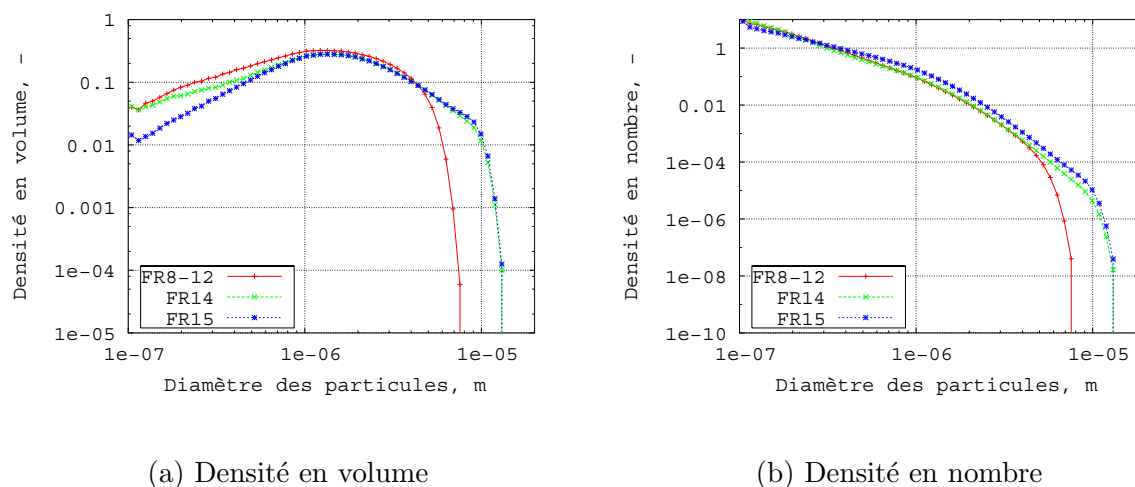 1
0.1
0.01
0.001
1e-04
1e-05
1e-07
1e-06
1e-05
Densité en volume, -
Diamètre des particules, m
FR8-12
FR14
FR15
(a) Densité en volume
1
0.01
1e-04
1e-06
1e-08
1e-10
1e-07
1e-06
1e-05
Densité en nombre, -
Diamètre des particules, m
FR8-12
FR14
FR15
(b) Densité en nombre